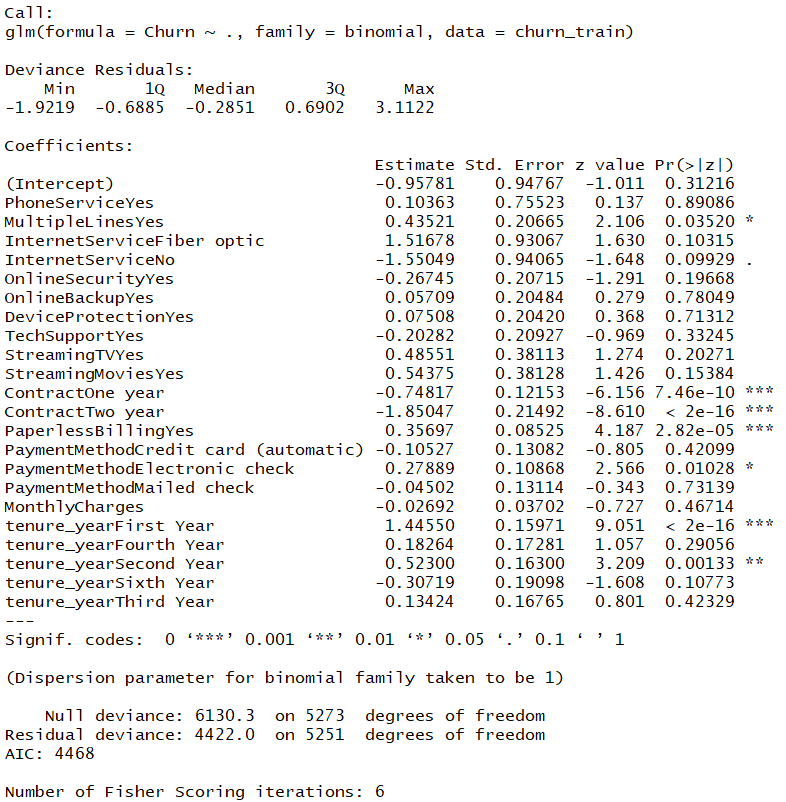 Call:
glm(formula = Churn ~ ., family = binomial, data = churn_train)
Deviance Residuals:
Min 1Q Median 3Q Max
-1.9219 -0.6885 -0.2851 0.6902 3.1122
Coefficients:
Estimate Std. Error z value Pr(>|z|)
(Intercept) -0.95781 0.94767 -1.011 0.31216
PhoneServiceYes 0.10363 0.75523 0.137 0.89086
MultipleLinesYes 0.43521 0.20665 2.106 0.03520 *
InternetServiceFiber optic 1.51678 0.93067 1.630 0.10315
InternetServiceNo -1.55049 0.94065 -1.648 0.09929 .
OnlineSecurityYes -0.26745 0.20715 -1.291 0.19668
OnlineBackupYes 0.05709 0.20484 0.279 0.78049
DeviceProtectionYes 0.07508 0.20420 0.368 0.71312
TechSupportYes -0.20282 0.20927 -0.969 0.33245
StreamingTVYes 0.48551 0.38113 1.274 0.20271
StreamingMoviesYes 0.54375 0.38128 1.426 0.15384
ContractOne year -0.74817 0.12153 -6.156 7.46e-10 ***
ContractTwo year -1.85047 0.21492 -8.610 < 2e-16 ***
PaperlessBillingYes 0.35697 0.08525 4.187 2.82e-05 ***
PaymentMethodCredit card (automatic) -0.10527 0.13082 -0.805 0.42099
PaymentMethodElectronic check 0.27889 0.10868 2.566 0.01028 *
PaymentMethodMailed check -0.04502 0.13114 -0.343 0.73139
MonthlyCharges -0.02692 0.03702 -0.727 0.46714
tenure_yearFirst Year 1.44550 0.15971 9.051 < 2e-16 ***
tenure_yearFourth Year 0.18264 0.17281 1.057 0.29056
tenure_yearSecond Year 0.52300 0.16300 3.209 0.00133 **
tenure_yearSixth Year -0.30719 0.19098 -1.608 0.10773
tenure_yearThird Year 0.13424 0.16765 0.801 0.42329
---
Signif. codes: 0 ‘***’ 0.001 ‘**’ 0.01 ‘*’ 0.05 ‘.’ 0.1 ‘ ’ 1
(Dispersion parameter for binomial family taken to be 1)
Null deviance: 6130.3 on 5273 degrees of freedom
Residual deviance: 4422.0 on 5251 degrees of freedom
AIC: 4468
Number of Fisher Scoring iterations: 6